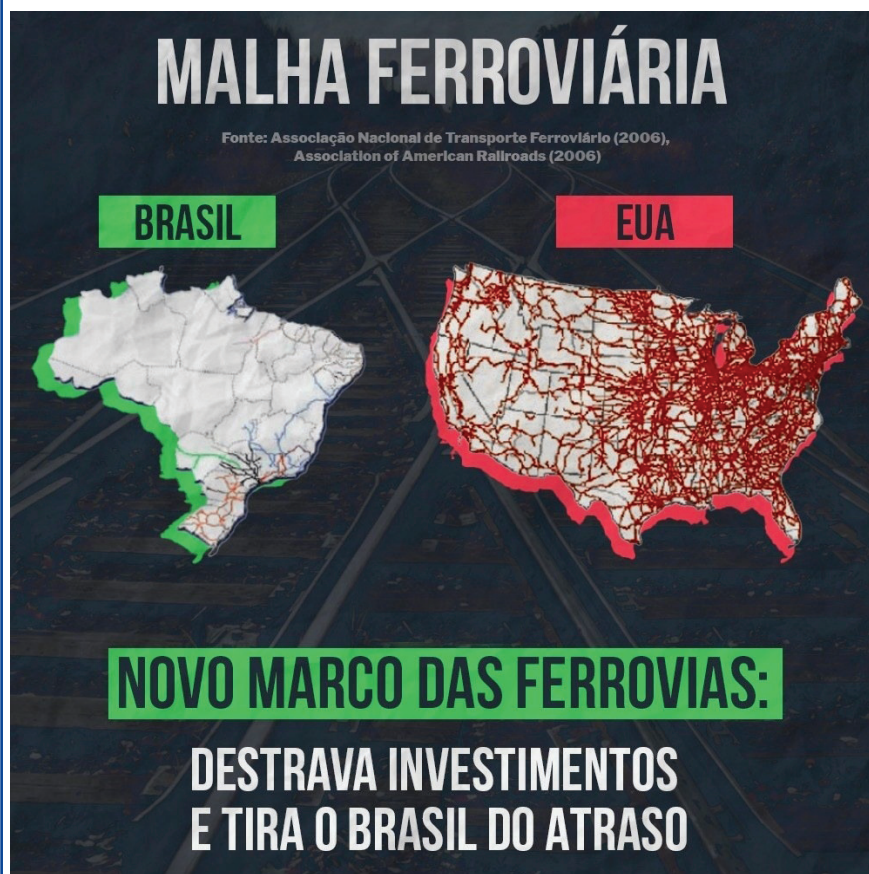 MALHA FERROVIÁRIA
Fonte: Associação Nacional de Transporte Ferroviário (2006),
Association of American Railroads (2006)
BRASIL
EUA
NOVO MARCO DAS FERROVIAS:
DESTRAVA INVESTIMENTOS
E TIRA O BRASIL DO ATRASO